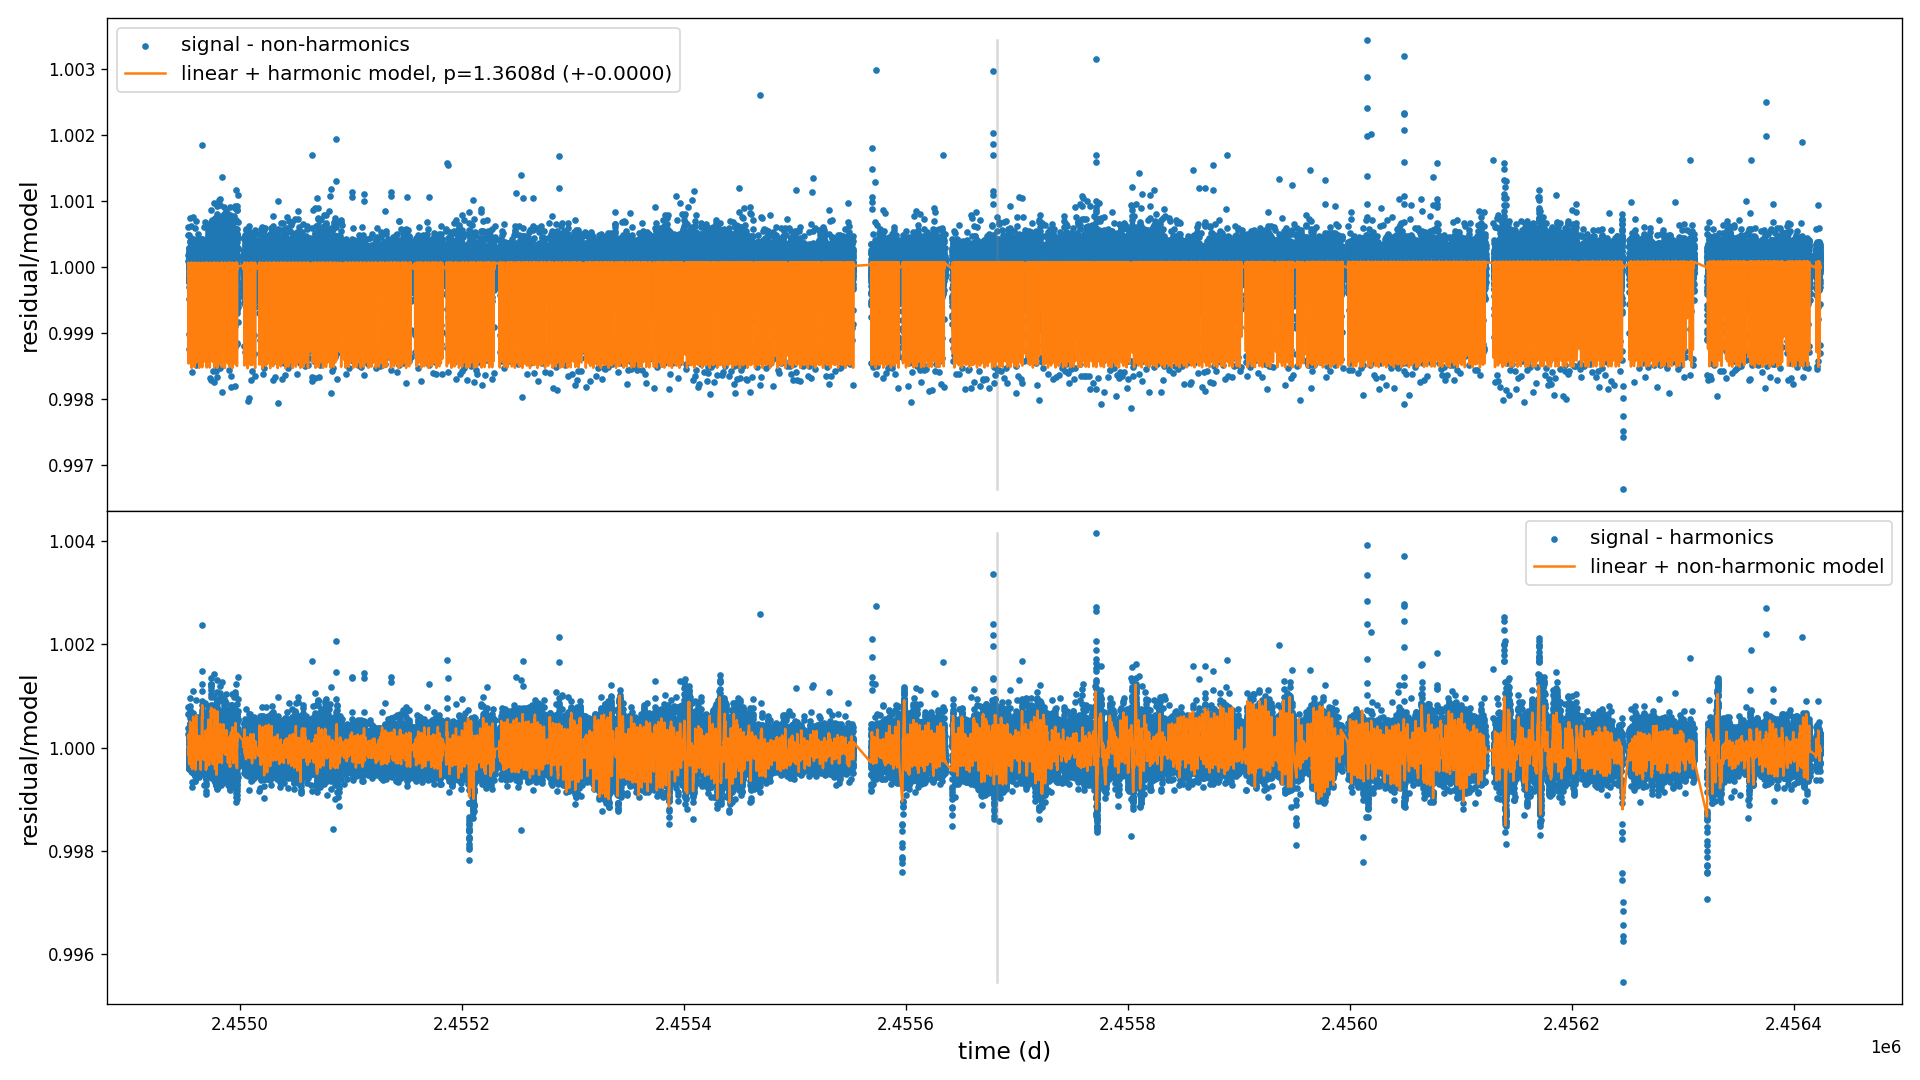 signal - non-harmonics
linear + harmonic model, p=1.3608d (+-0.0000)
1.003
1.002
1.001
1.000
0.999
0.998
0.997
residual/model
signal - harmonics
linear + non-harmonic model
1.004
1.002
1.000
0.998
0.996
residual/model
2.4550
2.4552
2.4554
2.4556
2.4558
2.4560
2.4562
2.4564
1e6
time (d)